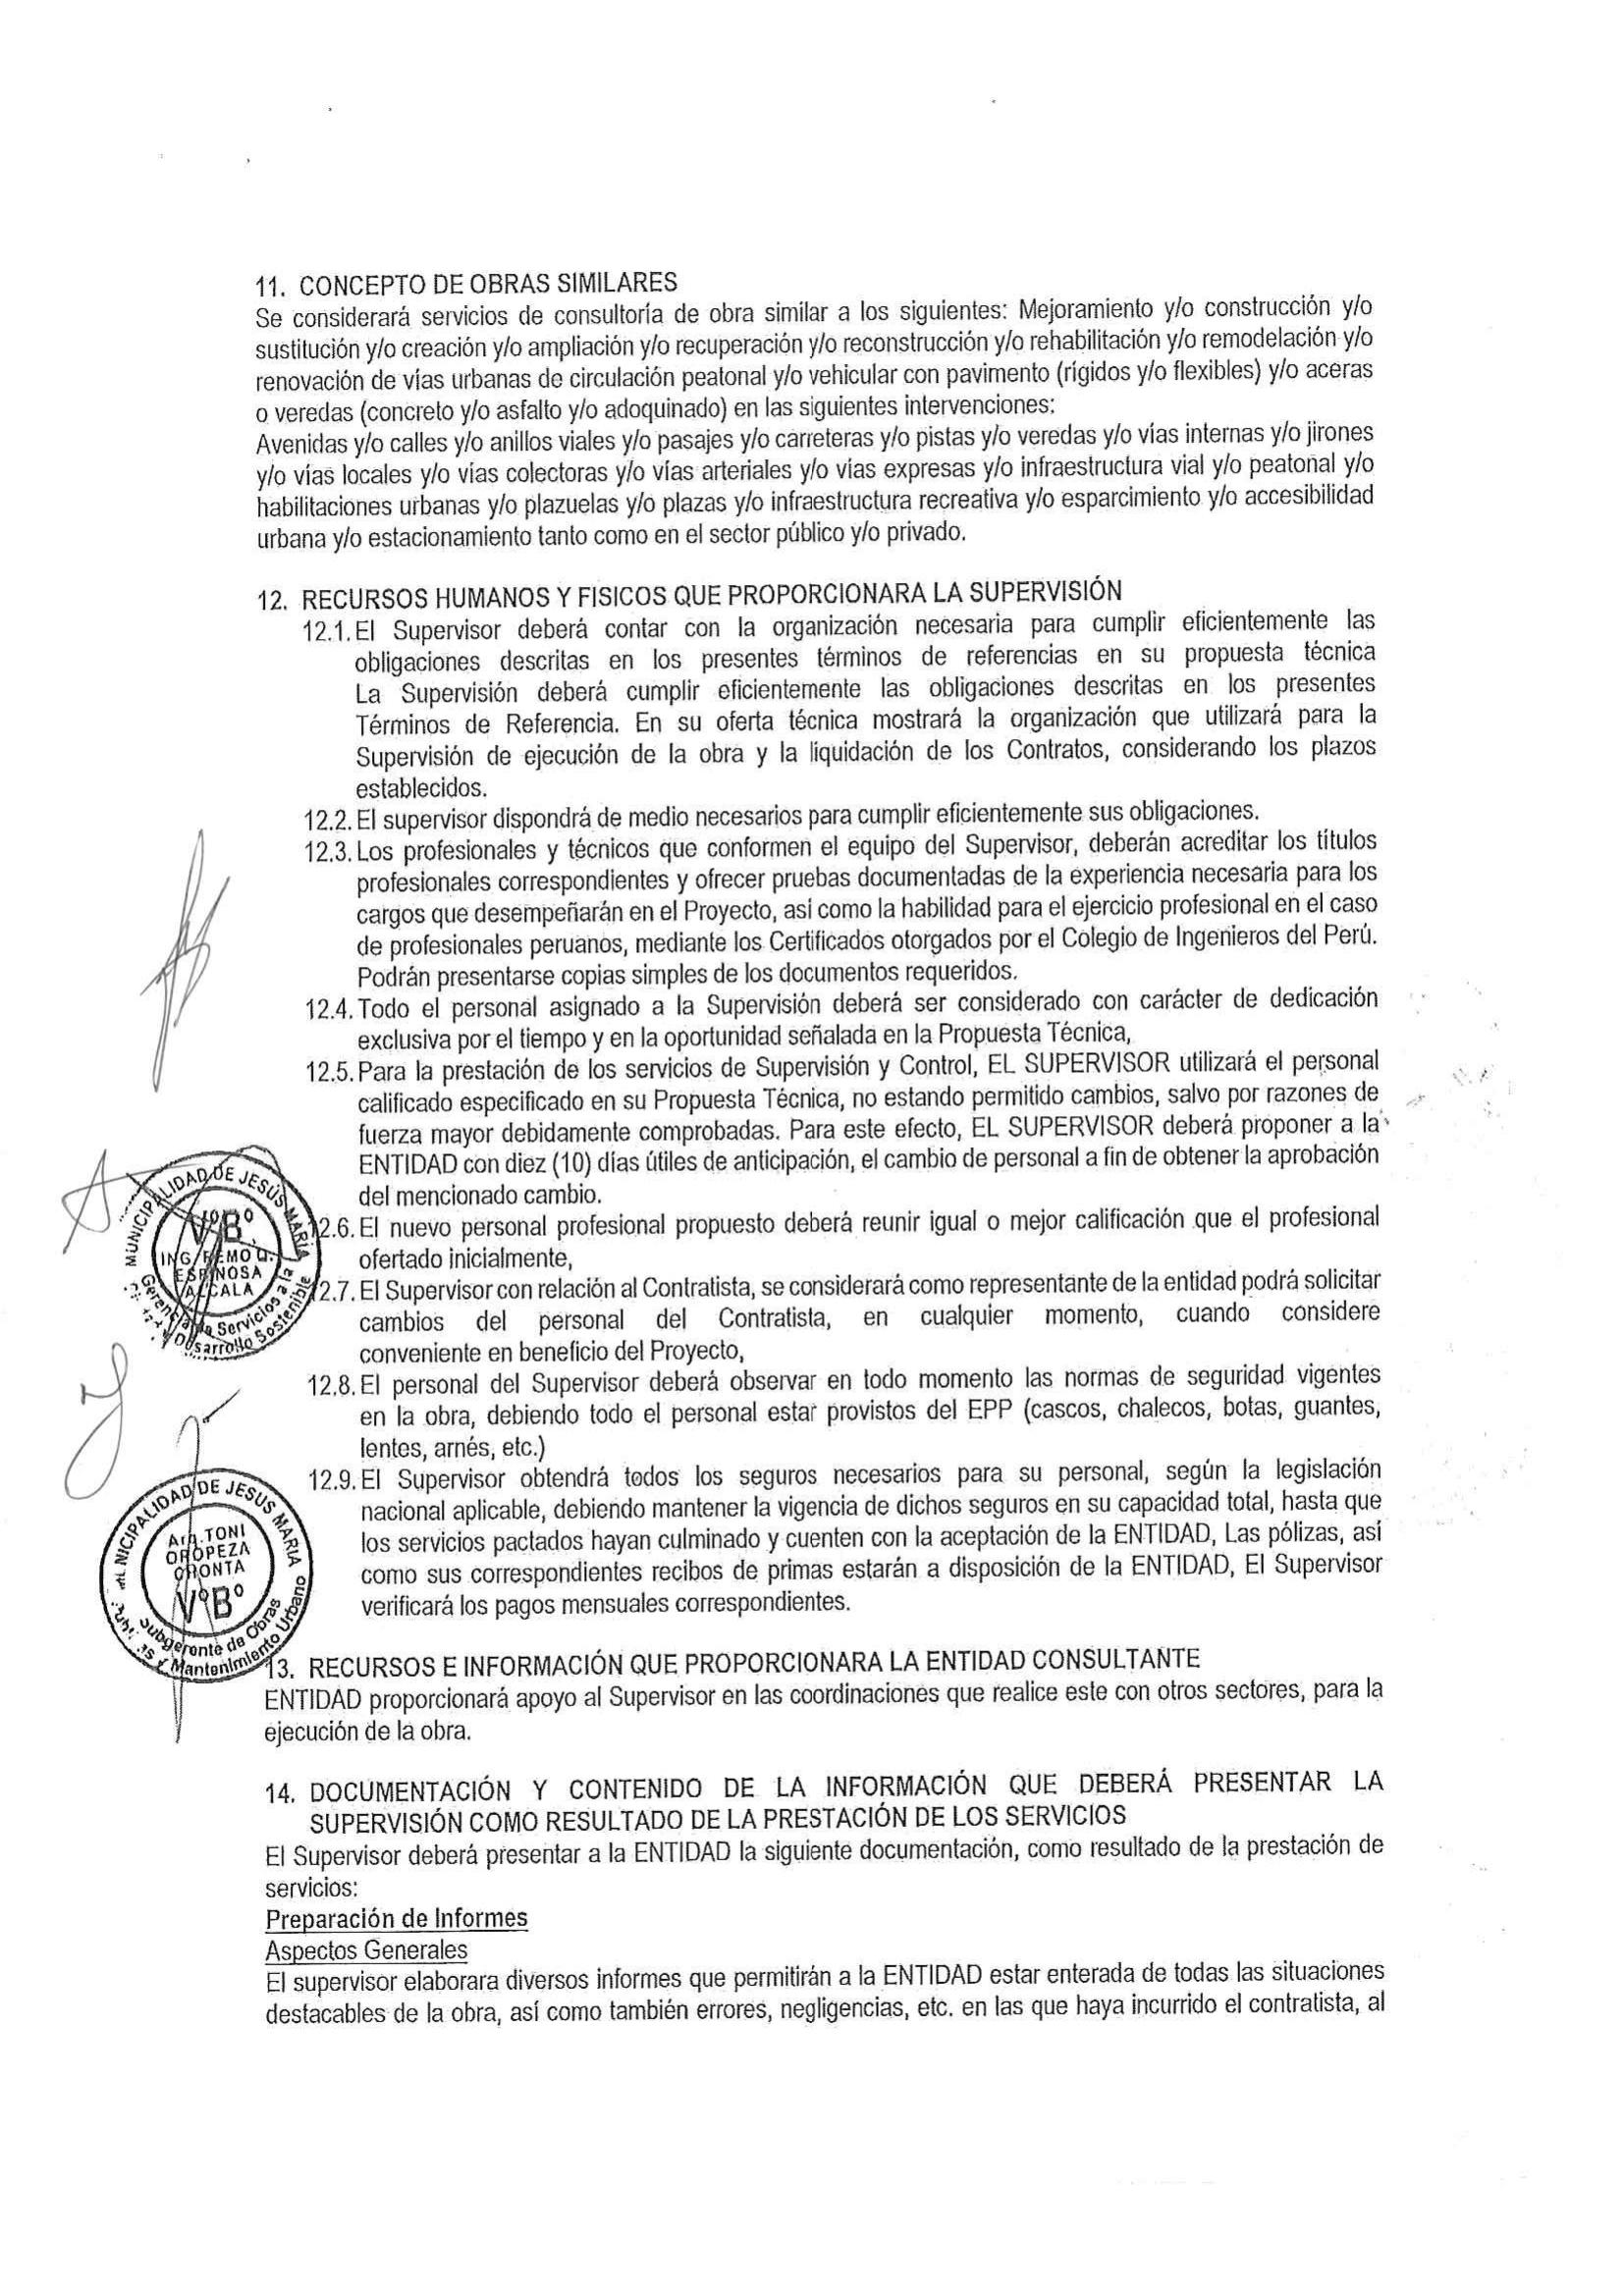 11. CONCEPTO DE OBRAS SIMILARES
Se considerará servicios de consultoría de obra similar a los siguientes: Mejoramiento y/o construcción y/o
sustitución y/o creación y/o ampliación y/o recuperación y/o reconstrucción y/o rehabilitación y/o remodelación y/o
renovación de vías urbanas de circulación peatonal y/o vehicular con pavimento (rígidos y/o flexibles) y/o aceras
o veredas (concreto y/o asfalto y/o adoquinado) en las siguientes intervenciones:
Avenidas y/o calles y/o anillos viales y/o pasajes y/o carreteras y/o pistas y/o veredas y/o vías internas y/o jirones
y/o vías locales y/o vías colectoras y/o vías arteriales y/o vías expresas y/o infraestructura vial y/o peatonal y/o
habilitaciones urbanas y/o plazuelas y/o plazas y/o infraestructura recreativa y/o esparcimiento y/o accesibilidad
urbana y/o estacionamiento tanto como en el sector público y/o privado.
12. RECURSOS HUMANOS Y FISICOS QUE PROPORCIONARA LA SUPERVISIÓN
12.1. El Supervisor deberá contar con la organización necesaria para cumplir eficientemente las
obligaciones descritas en los presentes términos de referencias en su propuesta técnica
La Supervisión deberá cumplir eficientemente las obligaciones descritas en los presentes
Términos de Referencia. En su oferta técnica mostrará la organización que utilizará para la
Supervisión de ejecución de la obra y la liquidación de los Contratos, considerando los plazos
establecidos.
12.2. El supervisor dispondrá de medio necesarios para cumplir eficientemente sus obligaciones.
12.3. Los profesionales y técnicos que conformen el equipo del Supervisor, deberán acreditar los títulos
profesionales correspondientes y ofrecer pruebas documentadas de la experiencia necesaria para los
cargos que desempeñarán en el Proyecto, asi como la habilidad para el ejercicio profesional en el caso
de profesionales peruanos, mediante los Certificados otorgados por el Colegio de Ingenieros del Perú.
Podrán presentarse copias simples de los documentos requeridos.
12.4. Todo el personal asignado a la Supervisión deberá ser considerado con carácter de dedicación
exclusiva por el tiempo y en la oportunidad señalada en la Propuesta Técnica,
12.5. Para la prestación de los servicios de Supervisión y Control, EL SUPERVISOR utilizará el personal
calificado especificado en su Propuesta Técnica, no estando permitido cambios, salvo por razones de
fuerza mayor debidamente comprobadas. Para este efecto, EL SUPERVISOR deberá proponer a la
ENTIDAD con diez (10) días útiles de anticipación, el cambio de personal a fin de obtener la aprobación
del mencionado cambio.
12.6. El nuevo personal profesional propuesto deberá reunir igual o mejor calificación que el profesional
ofertado inicialmente,
12.7. El Supervisor con relación al Contratista, se considerará como representante de la entidad podrá solicitar
cambios del personal del Contratista, en cualquier momento, cuando considere
conveniente en beneficio del Proyecto,
MUNICIPALIDAD DE JESÚS MARÍA
V°B°
ESPINOSA
ALCALA
Gerencia de Servicios a la
Desarrollo Sostenible
12.8. El personal del Supervisor deberá observar en todo momento las normas de seguridad vigentes
en la obra, debiendo todo el personal estar provistos del EPP (cascos, chalecos, botas, guantes,
lentes, arnés, etc.)
12.9. El Supervisor obtendrá todos los seguros necesarios para su personal, según la legislación
nacional aplicable, debiendo mantener la vigencia de dichos seguros en su capacidad total, hasta que
los servicios pactados hayan culminado y cuenten con la aceptación de la ENTIDAD, Las pólizas, así
como sus correspondientes recibos de primas estarán a disposición de la ENTIDAD, El Supervisor
verificará los pagos mensuales correspondientes.
MUNICIPALIDAD DE JESUS MARIA
Arq. TONI
OROPEZA
ORONTA
V°B°
Subgerente de Obras
Mantenimiento Urbano
13. RECURSOS E INFORMACIÓN QUE PROPORCIONARA LA ENTIDAD CONSULTANTE
ENTIDAD proporcionará apoyo al Supervisor en las coordinaciones que realice este con otros sectores, para la
ejecución de la obra.
14. DOCUMENTACIÓN Y CONTENIDO DE LA INFORMACIÓN QUE DEBERÁ PRESENTAR LA
SUPERVISIÓN COMO RESULTADO DE LA PRESTACIÓN DE LOS SERVICIOS
El Supervisor deberá presentar a la ENTIDAD la siguiente documentación, como resultado de la prestación de
servicios:
Preparación de Informes
Aspectos Generales
El supervisor elaborara diversos informes que permitirán a la ENTIDAD estar enterada de todas las situaciones
destacables de la obra, así como también errores, negligencias, etc. en las que haya incurrido el contratista, al